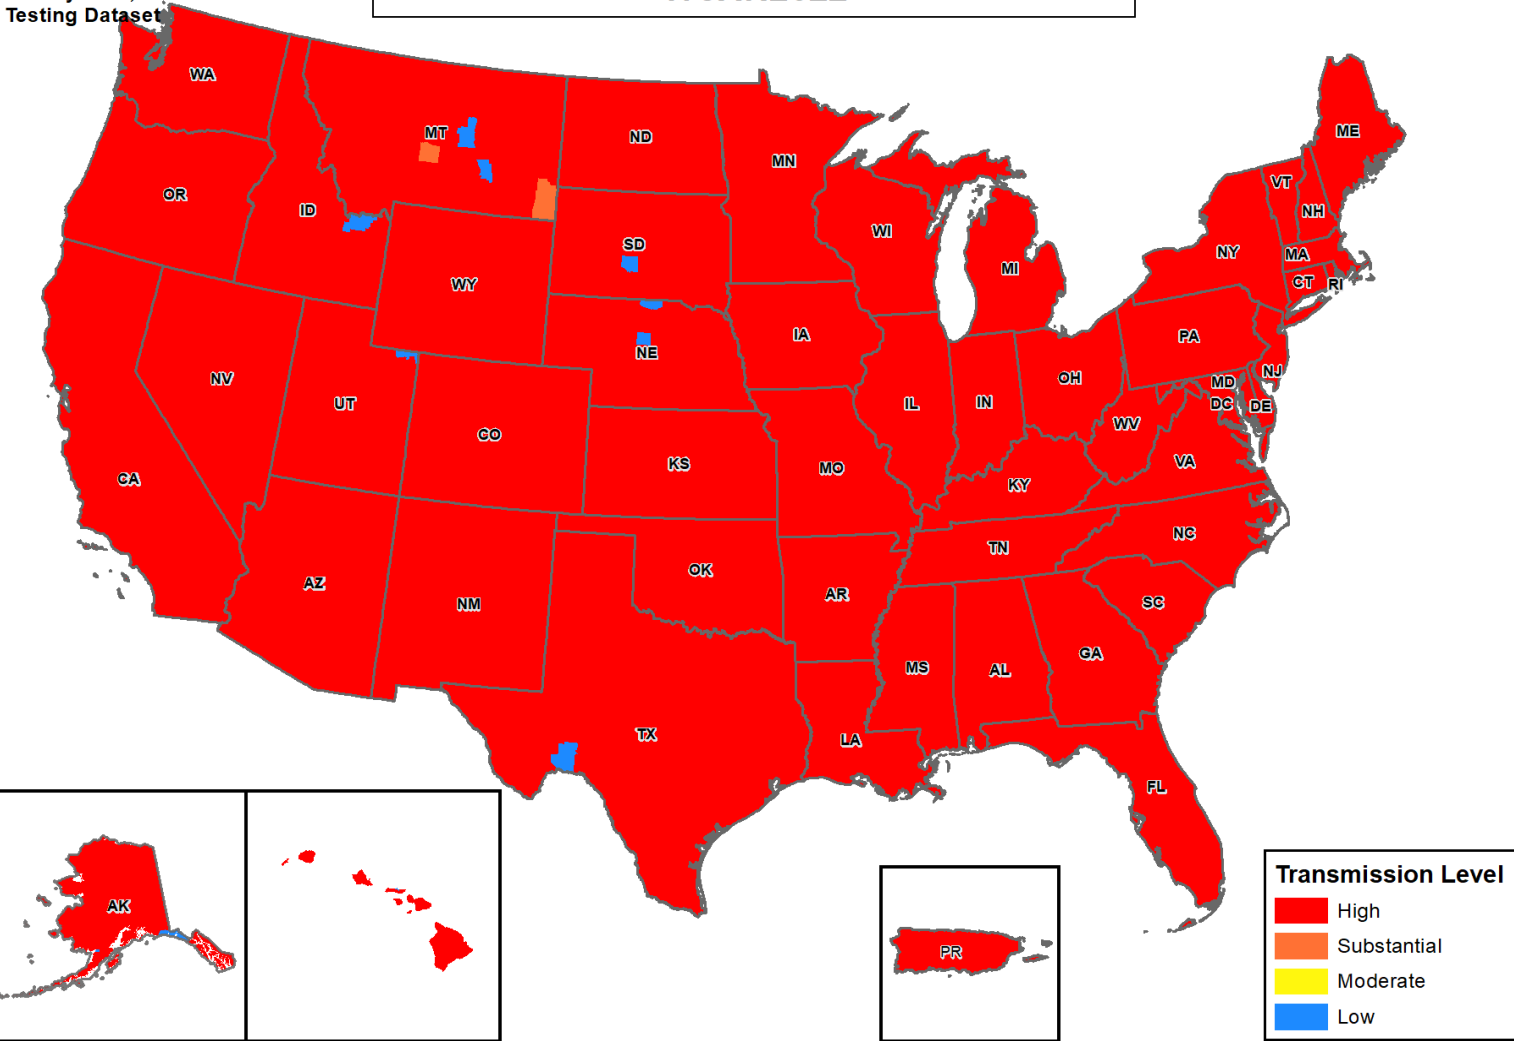 Testing Dataset
WA
MT
ND
MN
ME
OR
ID
VT
NH
WI
SD
NY
MA
MI
WY
CT
RI
IA
PA
NE
NJ
NV
OH
MD
UT
IL
IN
DC
DE
WV
CO
VA
KS
MO
CA
KY
NC
TN
OK
AZ
AR
NM
SC
GA
MS
AL
TX
LA
FL
AK
PR
Transmission Level
High
Substantial
Moderate
Low